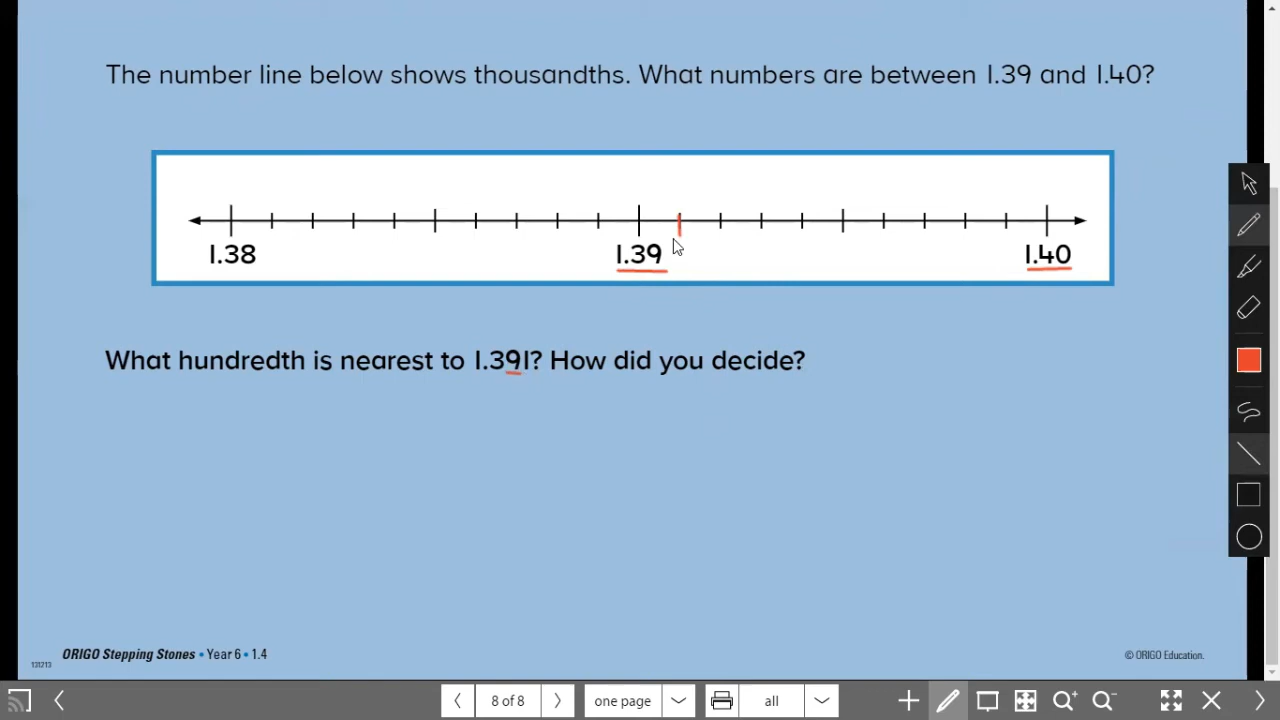 The number line below shows thousandths. What numbers are between 1.39 and 1.40?
1.38 1.39 1.40
What hundredth is nearest to 1.391? How did you decide?
ORIGO Stepping Stones • Year 6 • 1.4
© ORIGO Education.
131213
8 of 8 one page all